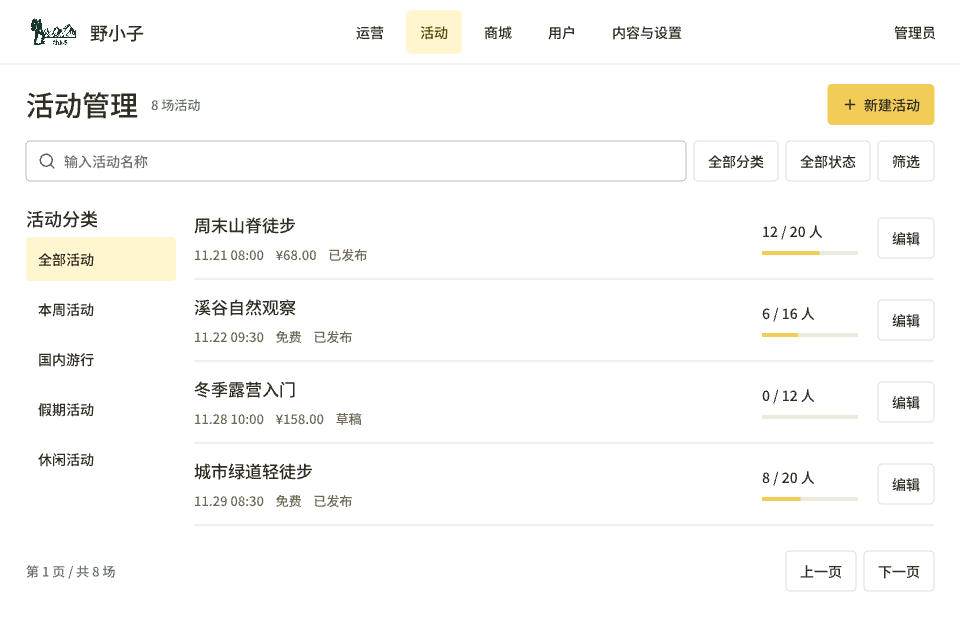 野小子
运营 活动 商城 用户 内容与设置 管理员
活动管理 8 场活动
+ 新建活动
输入活动名称 全部分类 全部状态 筛选
活动分类
全部活动
本周活动
国内游行
假期活动
休闲活动
周末山脊徒步
11.21 08:00 ¥68.00 已发布
12 / 20 人
编辑
溪谷自然观察
11.22 09:30 免费 已发布
6 / 16 人
编辑
冬季露营入门
11.28 10:00 ¥158.00 草稿
0 / 12 人
编辑
城市绿道轻徒步
11.29 08:30 免费 已发布
8 / 20 人
编辑
第 1 页 / 共 8 场
上一页 下一页